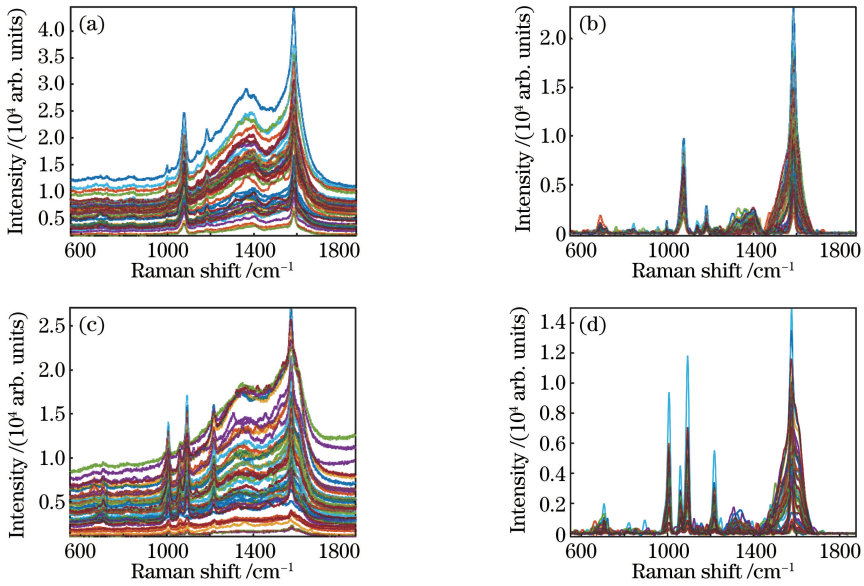 (a)
Intensity /(10⁴ arb. units)
4.0
3.5
3.0
2.5
2.0
1.5
1.0
0.5
600 1000 1400 1800
Raman shift /cm⁻¹
(b)
Intensity /(10⁴ arb. units)
2.0
1.5
1.0
0.5
0
600 1000 1400 1800
Raman shift /cm⁻¹
(c)
Intensity /(10⁴ arb. units)
2.5
2.0
1.5
1.0
0.5
600 1000 1400 1800
Raman shift /cm⁻¹
(d)
Intensity /(10⁴ arb. units)
1.4
1.2
1.0
0.8
0.6
0.4
0.2
0
600 1000 1400 1800
Raman shift /cm⁻¹